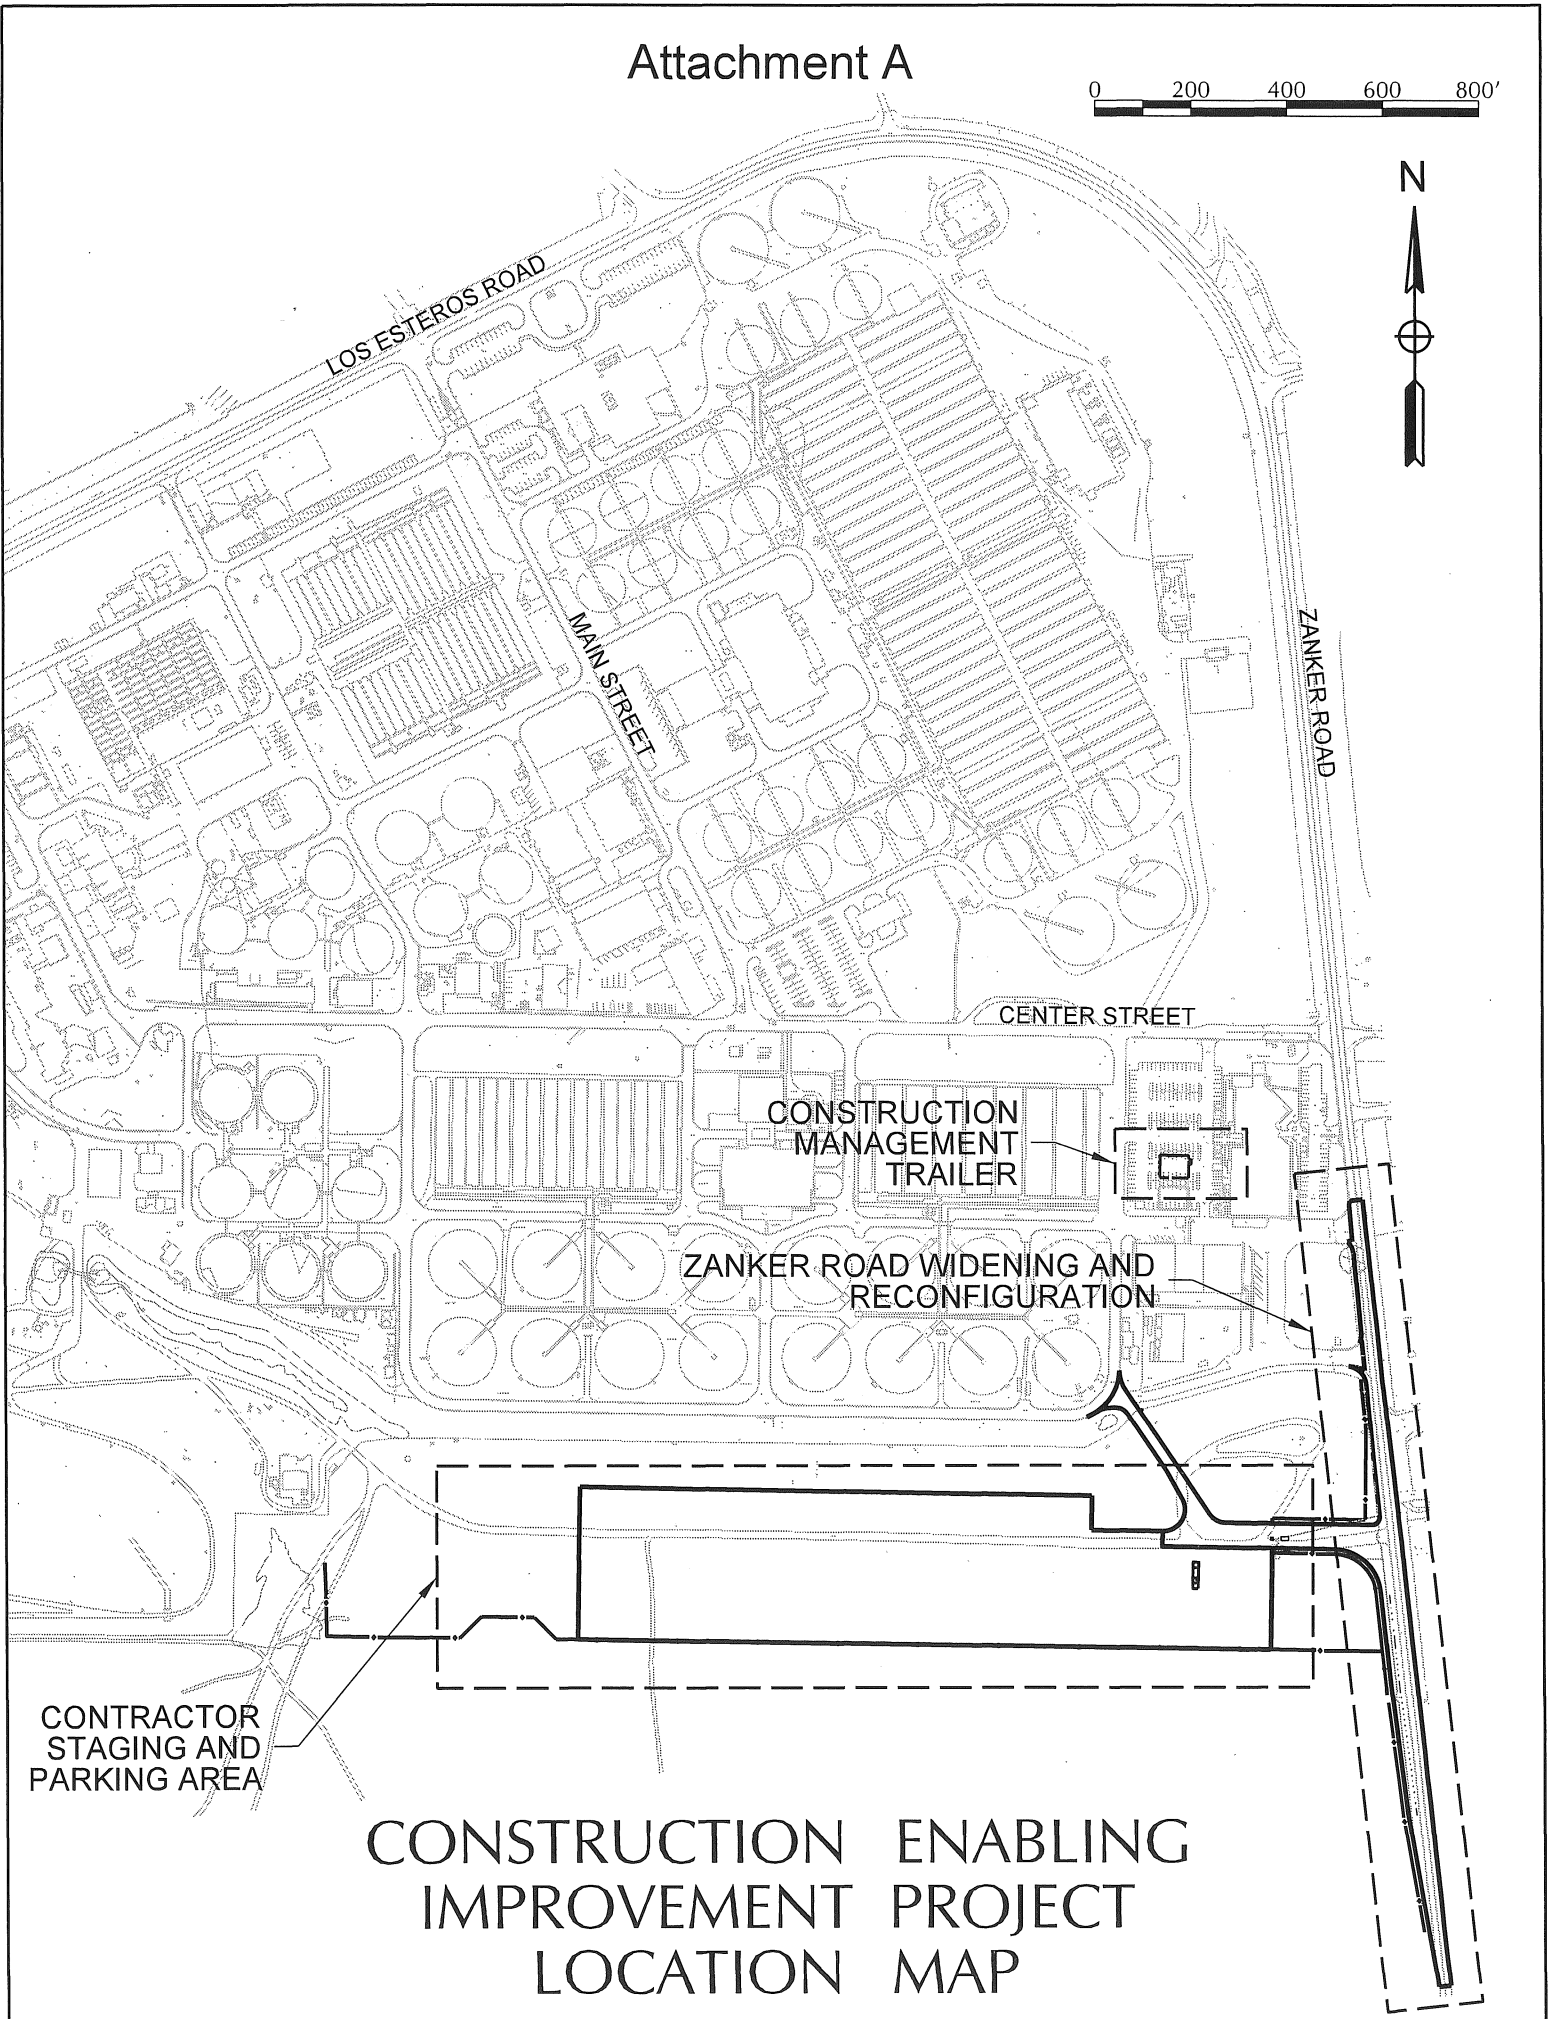 Attachment A
0 200 400 600 800'
N
LOS ESTEROS ROAD
MAIN STREET
ZANKER ROAD
CENTER STREET
CONSTRUCTION
MANAGEMENT
TRAILER
ZANKER ROAD WIDENING AND
RECONFIGURATION
CONTRACTOR
STAGING AND
PARKING AREA
CONSTRUCTION ENABLING
IMPROVEMENT PROJECT
LOCATION MAP